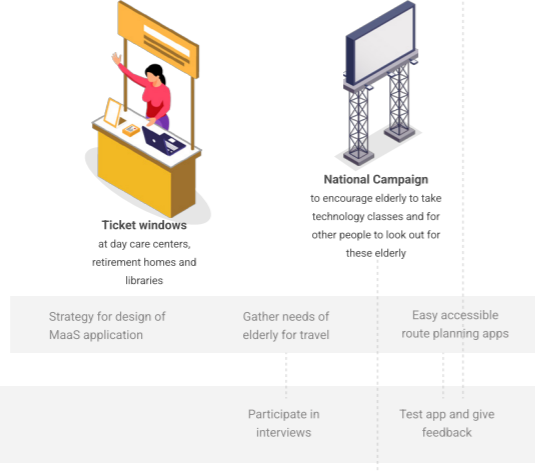 Ticket windows
at day care centers,
retirement homes and
libraries
National Campaign
to encourage elderly to take
technology classes and for
other people to look out for
these elderly
Strategy for design of
MaaS application
Gather needs of
elderly for travel
Easy accessible
route planning apps
Participate in
interviews
Test app and give
feedback